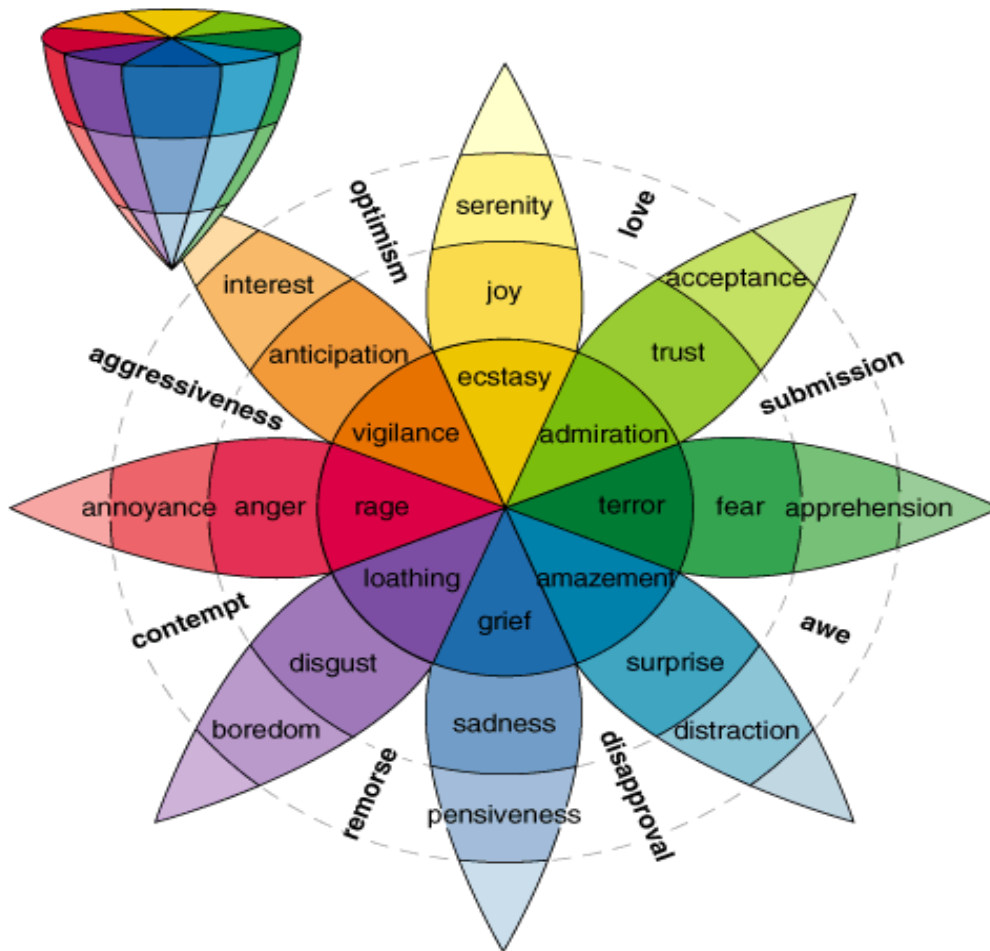 optimism
love
serenity
interest
acceptance
joy
anticipation
trust
aggressiveness
submission
ecstasy
vigilance
admiration
annoyance
anger
rage
terror
fear
apprehension
loathing
amazement
contempt
grief
awe
disgust
surprise
boredom
sadness
distraction
remorse
disapproval
pensiveness